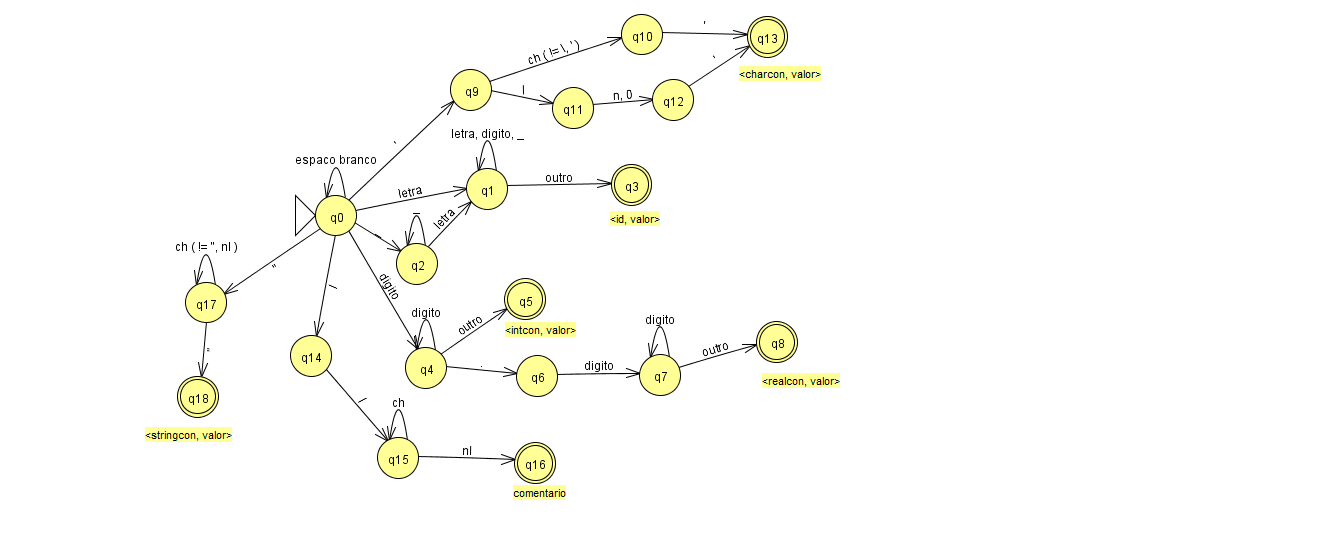 q10
'
q13
<charcon, valor>
ch ( != \, ' )
q9
\
q11
n, 0
q12
'
'
letra, digito, _
q1
outro
q3
<id, valor>
espaco branco
q0
letra
_
_
q2
letra
ch ( != ", nl )
q17
"
"
q18
<stringcon, valor>
/
q14
/
digito
digito
q4
outro
q5
<intcon, valor>
.
q6
digito
digito
q7
outro
q8
<realcon, valor>
ch
q15
nl
q16
comentario